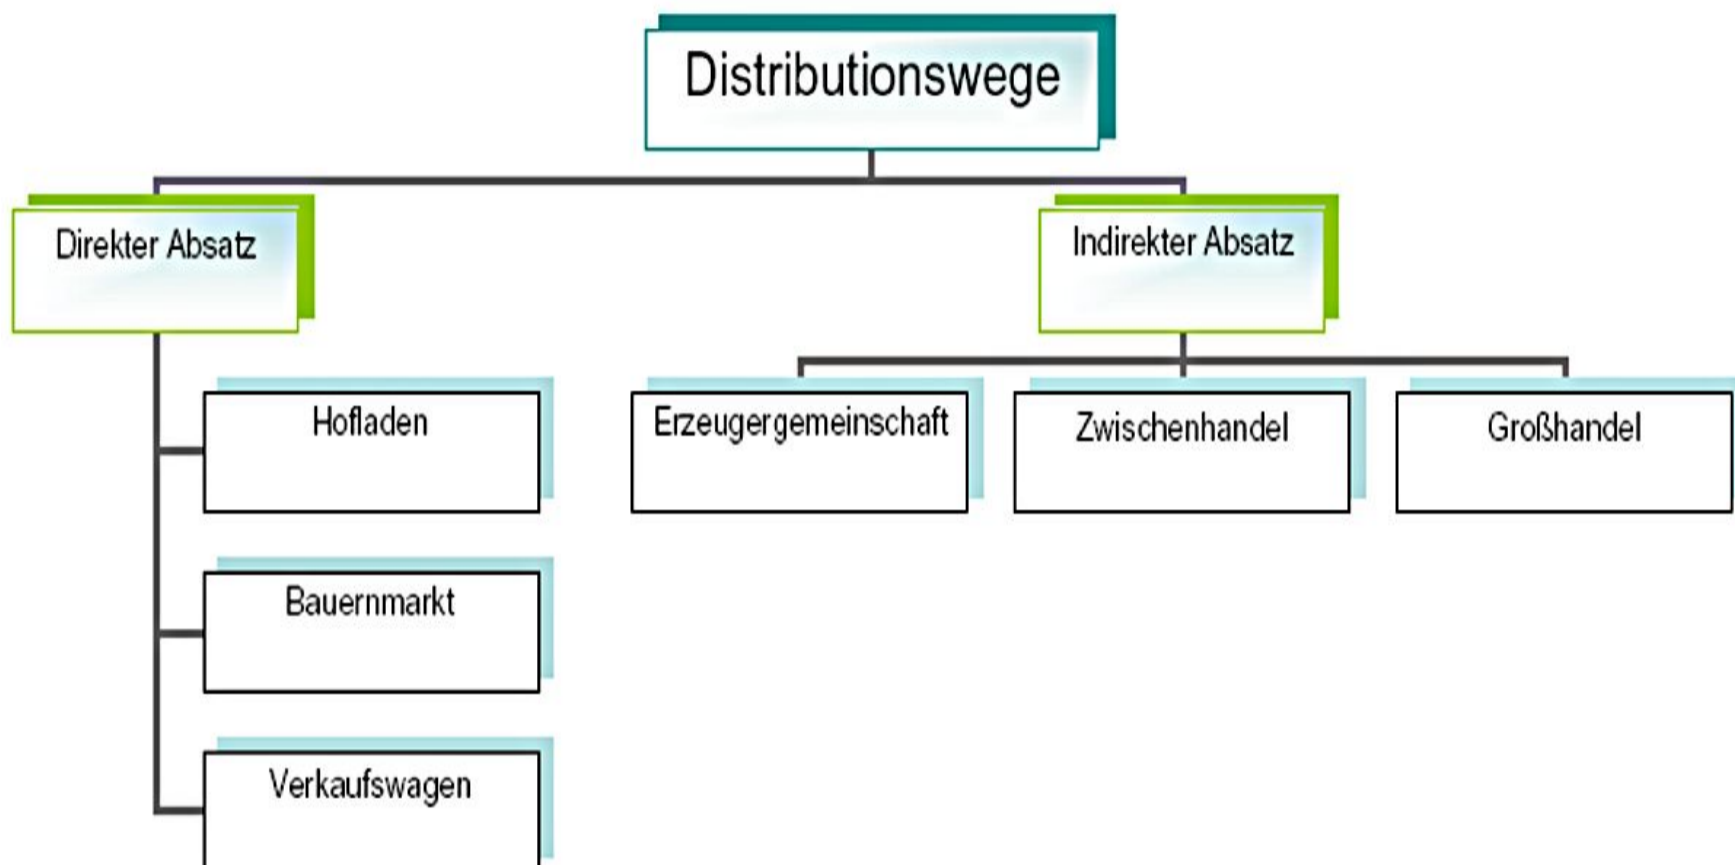 Distributionswege
Direkter Absatz
Indirekter Absatz
Hofladen
Erzeugergemeinschaft
Zwischenhandel
Großhandel
Bauernmarkt
Verkaufswagen